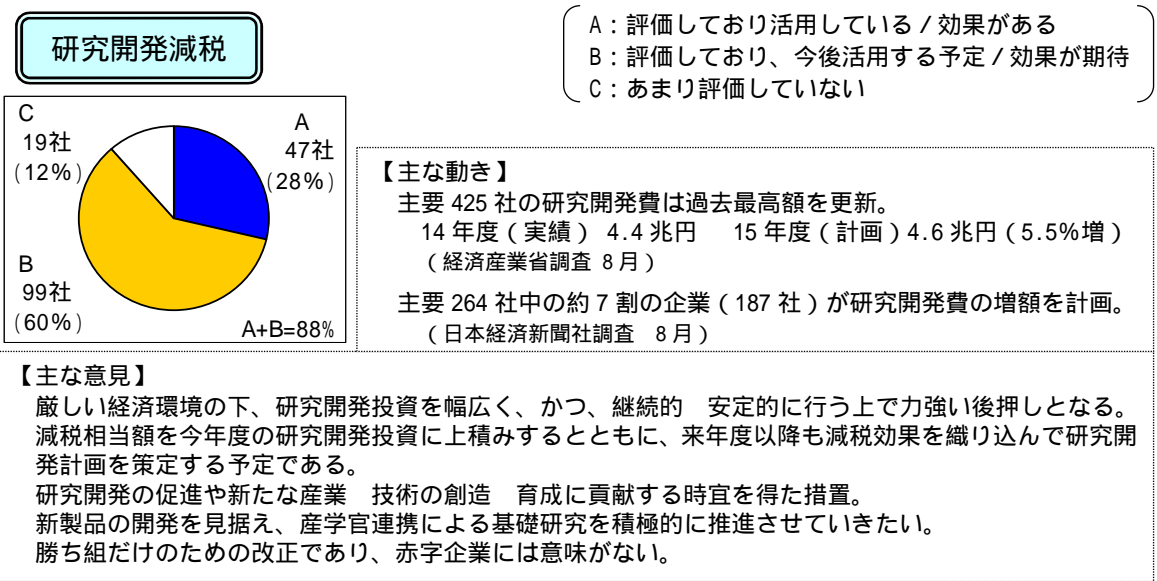 研究開発減税
A：評価しており活用している／効果がある
B：評価しており、今後活用する予定／効果が期待
C：あまり評価していない
C
19社
(12%)
A
47社
(28%)
B
99社
(60%)
A+B=88%
【主な動き】
主要 425 社の研究開発費は過去最高額を更新。
14 年度（実績） 4.4 兆円　15 年度（計画）4.6 兆円（5.5%増）
（経済産業省調査 8月）
主要 264 社中の約 7 割の企業（187 社）が研究開発費の増額を計画。
（日本経済新聞社調査　8月）
【主な意見】
厳しい経済環境の下、研究開発投資を幅広く、かつ、継続的　安定的に行う上で力強い後押しとなる。
減税相当額を今年度の研究開発投資に上積みするとともに、来年度以降も減税効果を織り込んで研究開
発計画を策定する予定である。
研究開発の促進や新たな産業　技術の創造　育成に貢献する時宜を得た措置。
新製品の開発を見据え、産学官連携による基礎研究を積極的に推進させていきたい。
勝ち組だけのための改正であり、赤字企業には意味がない。